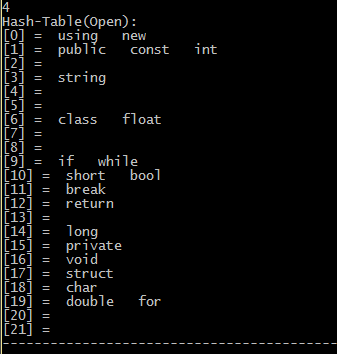 4
Hash-Table(Open):
[0] = using new
[1] = public const int
[2] =
[3] = string
[4] =
[5] =
[6] = class float
[7] =
[8] =
[9] = if while
[10] = short bool
[11] = break
[12] = return
[13] =
[14] = long
[15] = private
[16] = void
[17] = struct
[18] = char
[19] = double for
[20] =
[21] =
--------------------------------------------